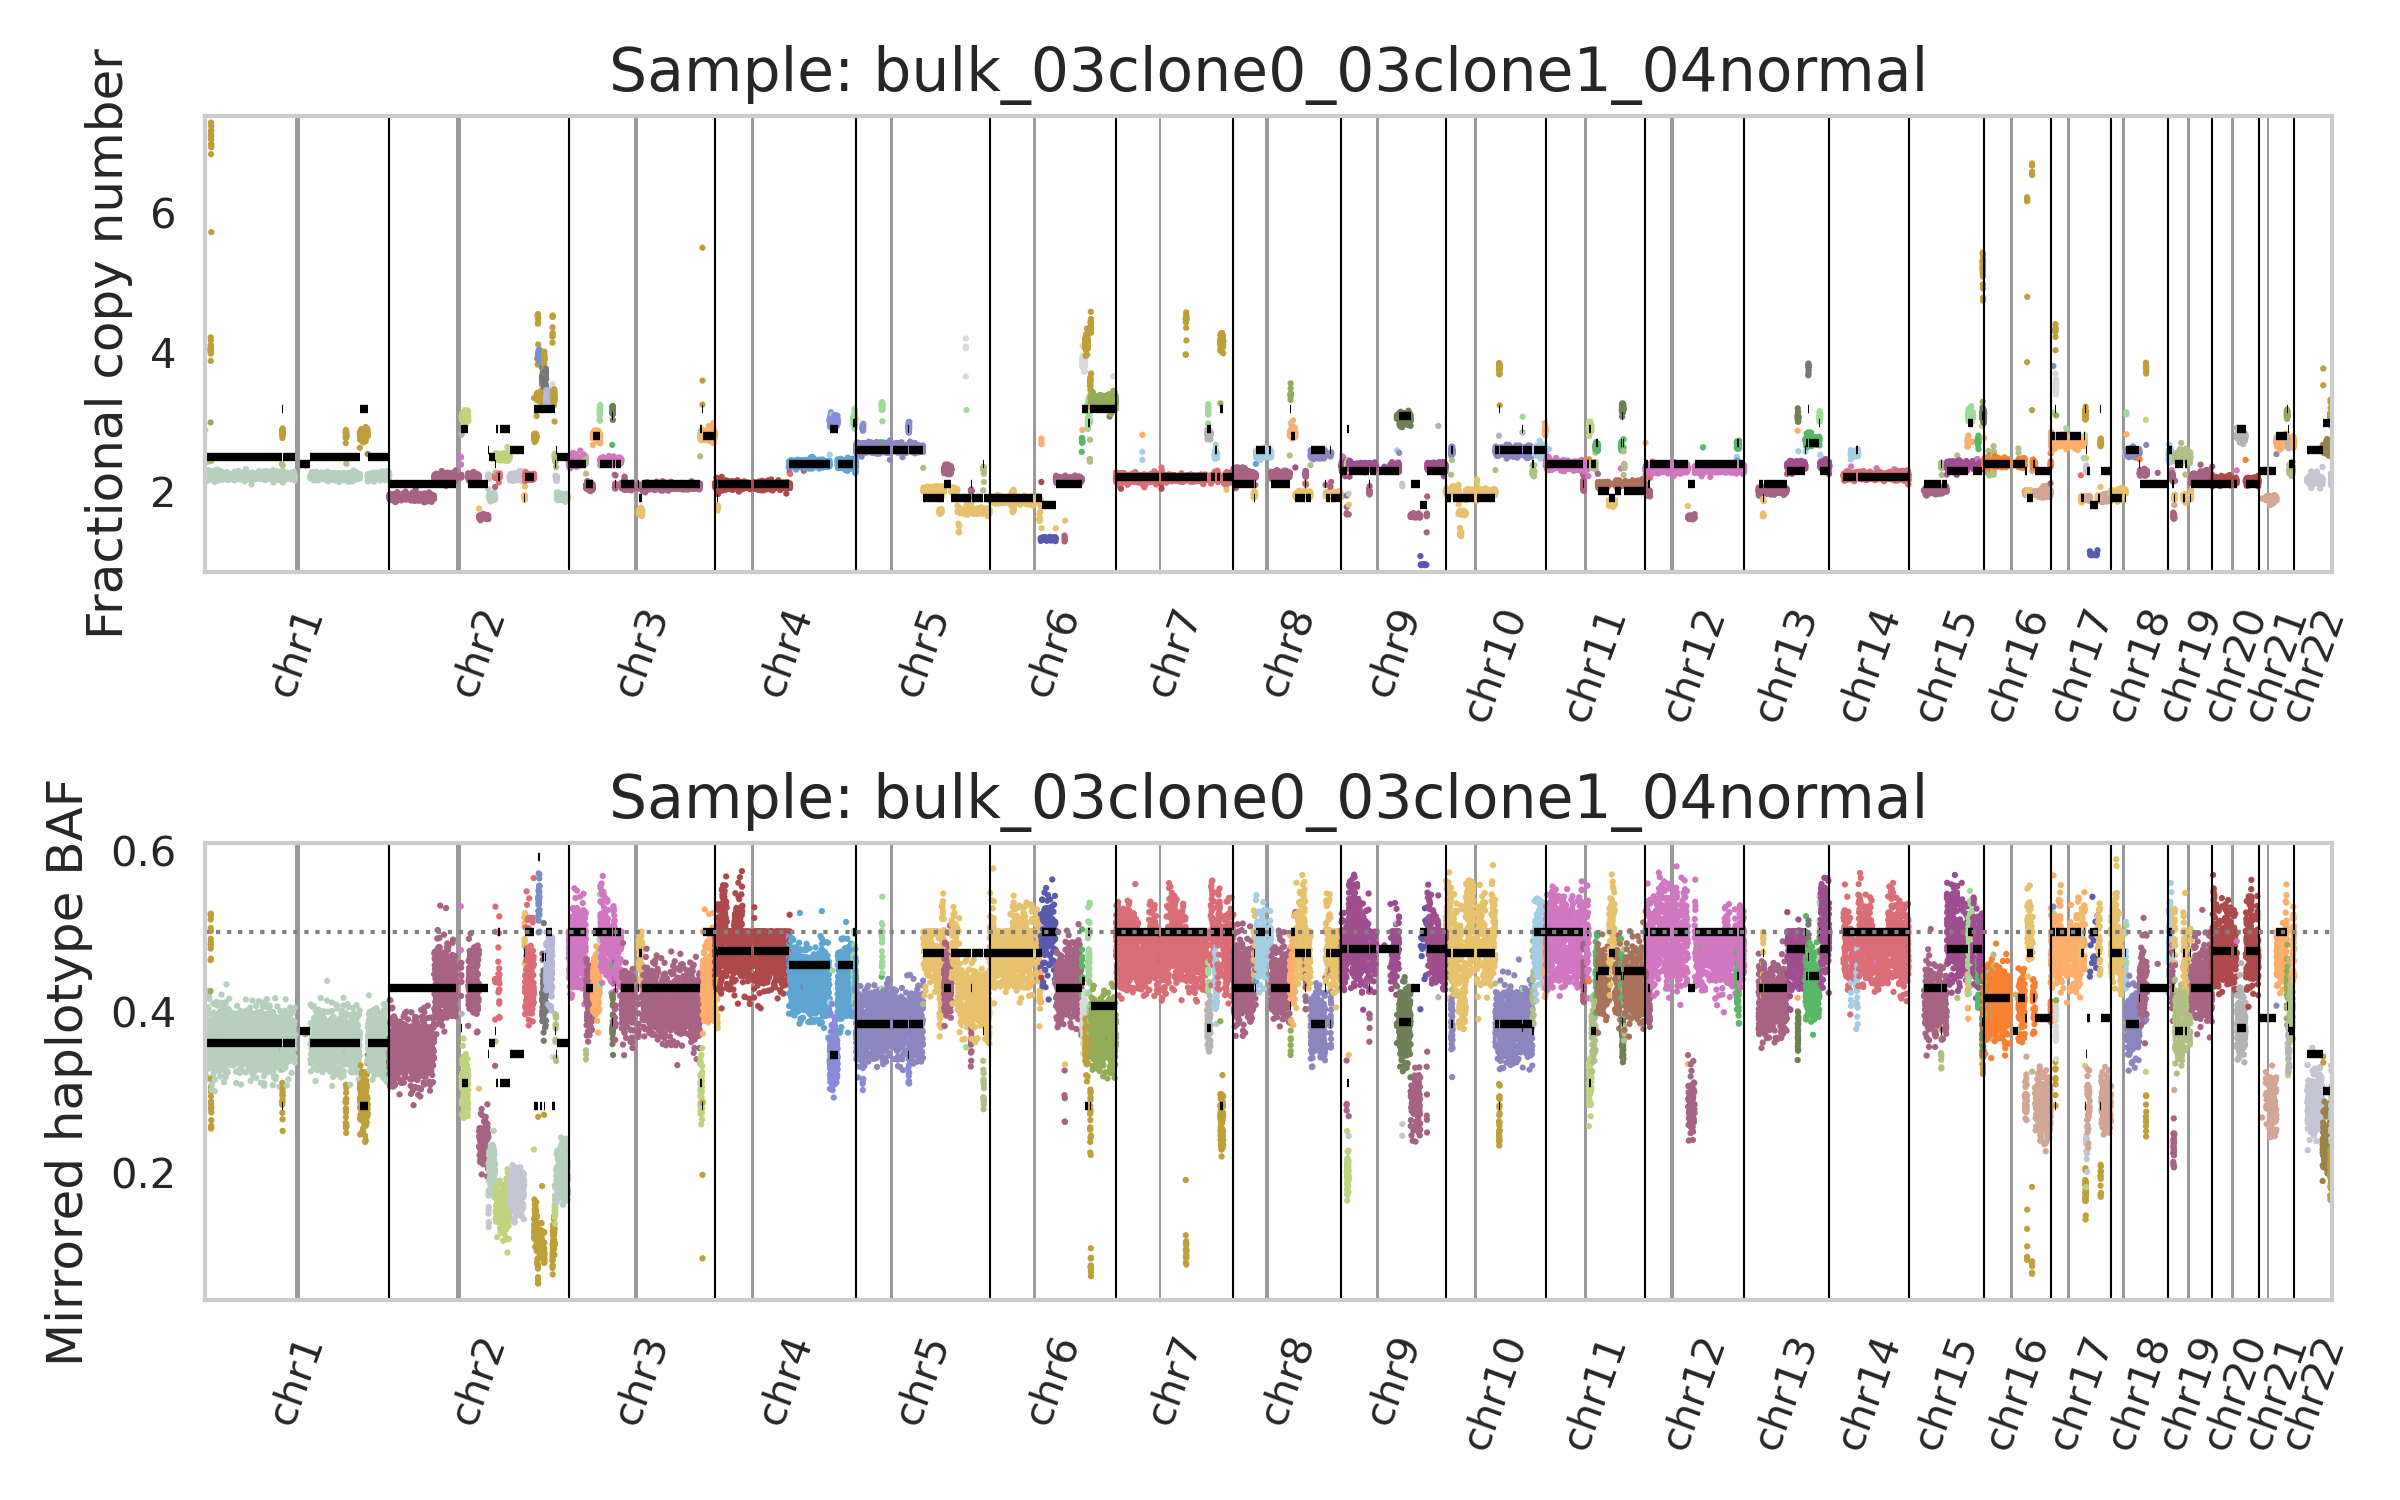 Sample: bulk_03clone0_03clone1_04normal
Fractional copy number
6
4
2
chr1 chr2 chr3 chr4 chr5 chr6 chr7 chr8 chr9 chr10 chr11 chr12 chr13 chr14 chr15 chr16 chr17 chr18 chr19 chr20 chr21 chr22
Sample: bulk_03clone0_03clone1_04normal
Mirrored haplotype BAF
0.6
0.4
0.2
chr1 chr2 chr3 chr4 chr5 chr6 chr7 chr8 chr9 chr10 chr11 chr12 chr13 chr14 chr15 chr16 chr17 chr18 chr19 chr20 chr21 chr22